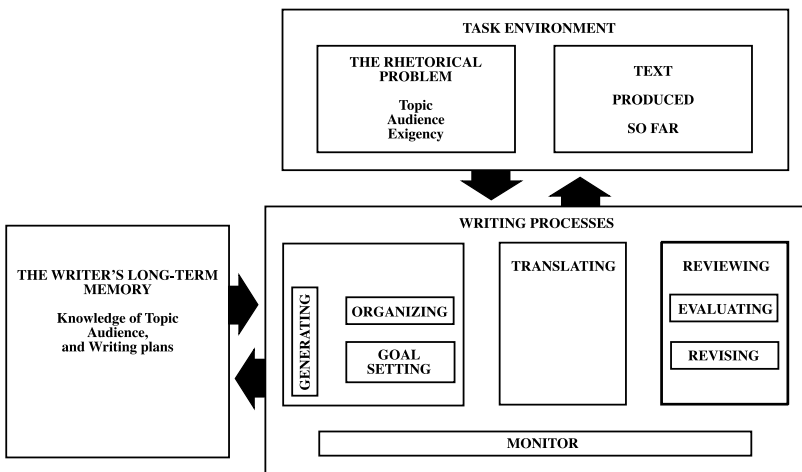 TASK ENVIRONMENT
THE RHETORICAL
PROBLEM
Topic
Audience
Exigency
TEXT
PRODUCED
SO FAR
THE WRITER'S LONG-TERM
MEMORY
Knowledge of Topic
Audience,
and Writing plans
WRITING PROCESSES
GENERATING
ORGANIZING
GOAL
SETTING
TRANSLATING
REVIEWING
EVALUATING
REVISING
MONITOR